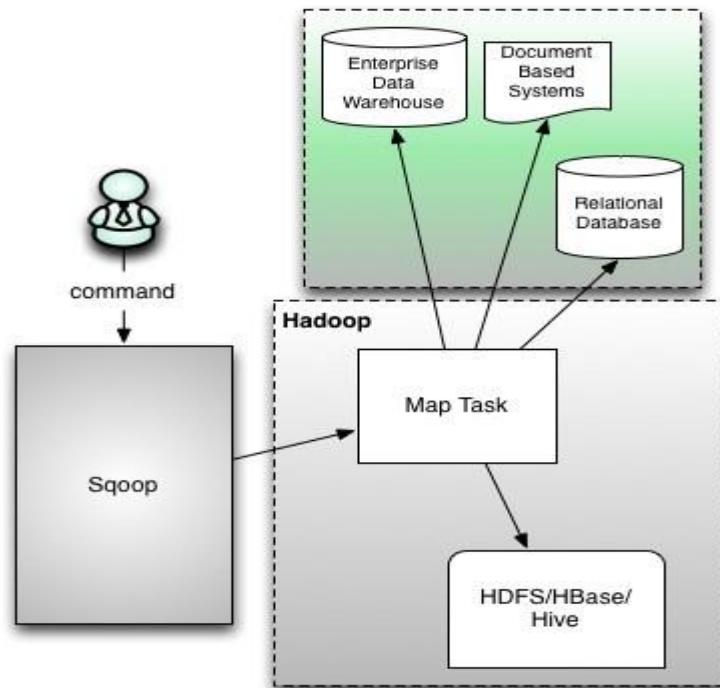 Enterprise
Data
Warehouse
Document
Based
Systems
Relational
Database
command
Hadoop
Map Task
Sqoop
HDFS/HBase/
Hive